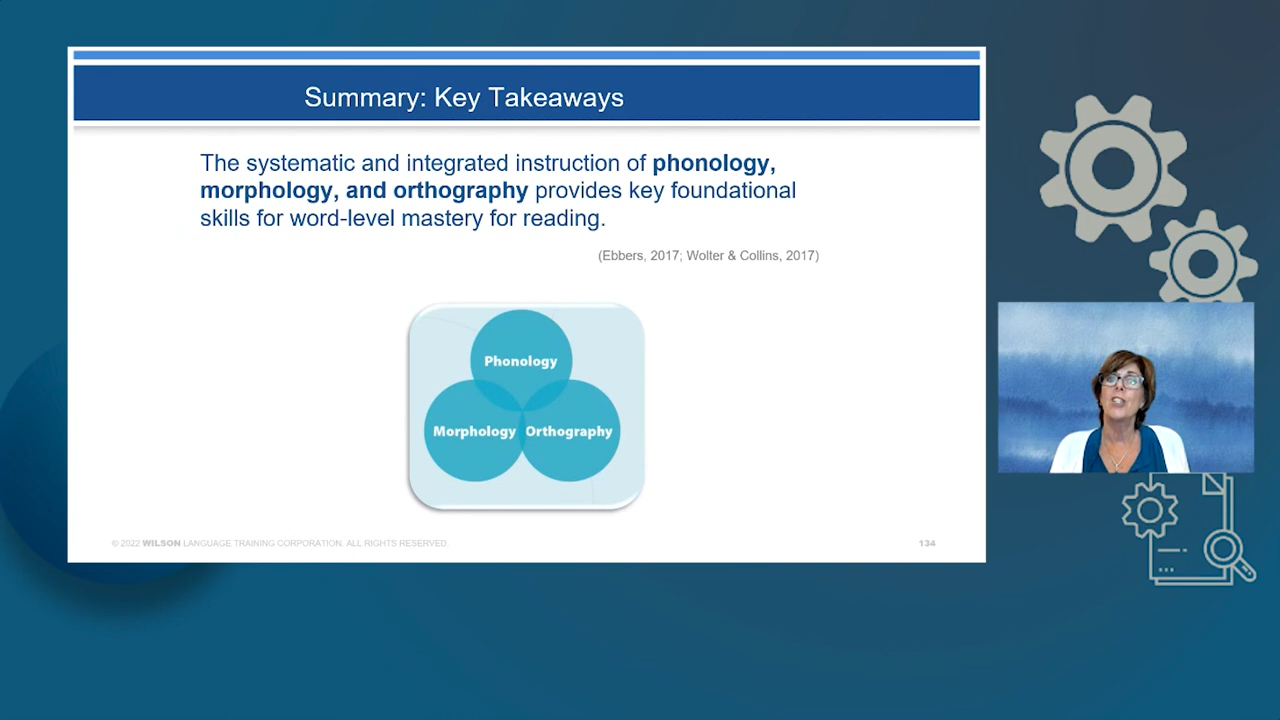 Summary: Key Takeaways
The systematic and integrated instruction of phonology,
morphology, and orthography provides key foundational
skills for word-level mastery for reading.
(Ebbers, 2017; Wolter & Collins, 2017)
Phonology
Morphology Orthography
© 2022 WILSON LANGUAGE TRAINING CORPORATION. ALL RIGHTS RESERVED. 134